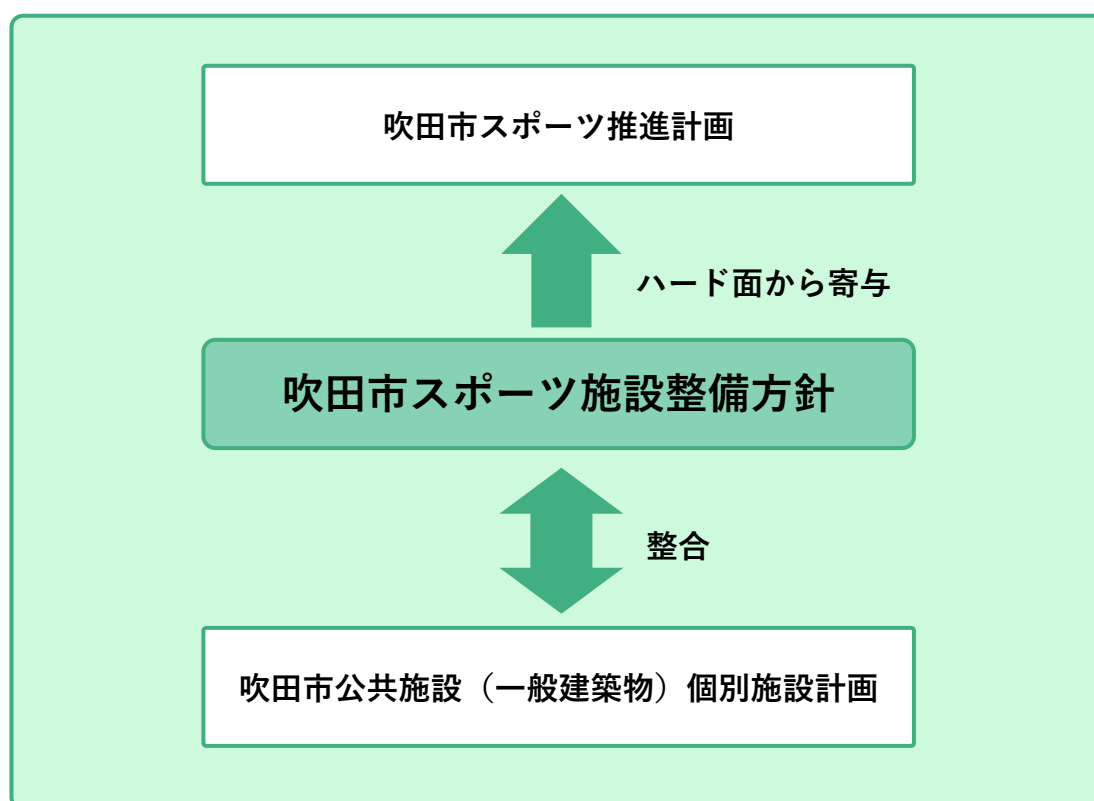 吹田市スポーツ推進計画
ハード面から寄与
吹田市スポーツ施設整備方針
整合
吹田市公共施設（一般建築物）個別施設計画